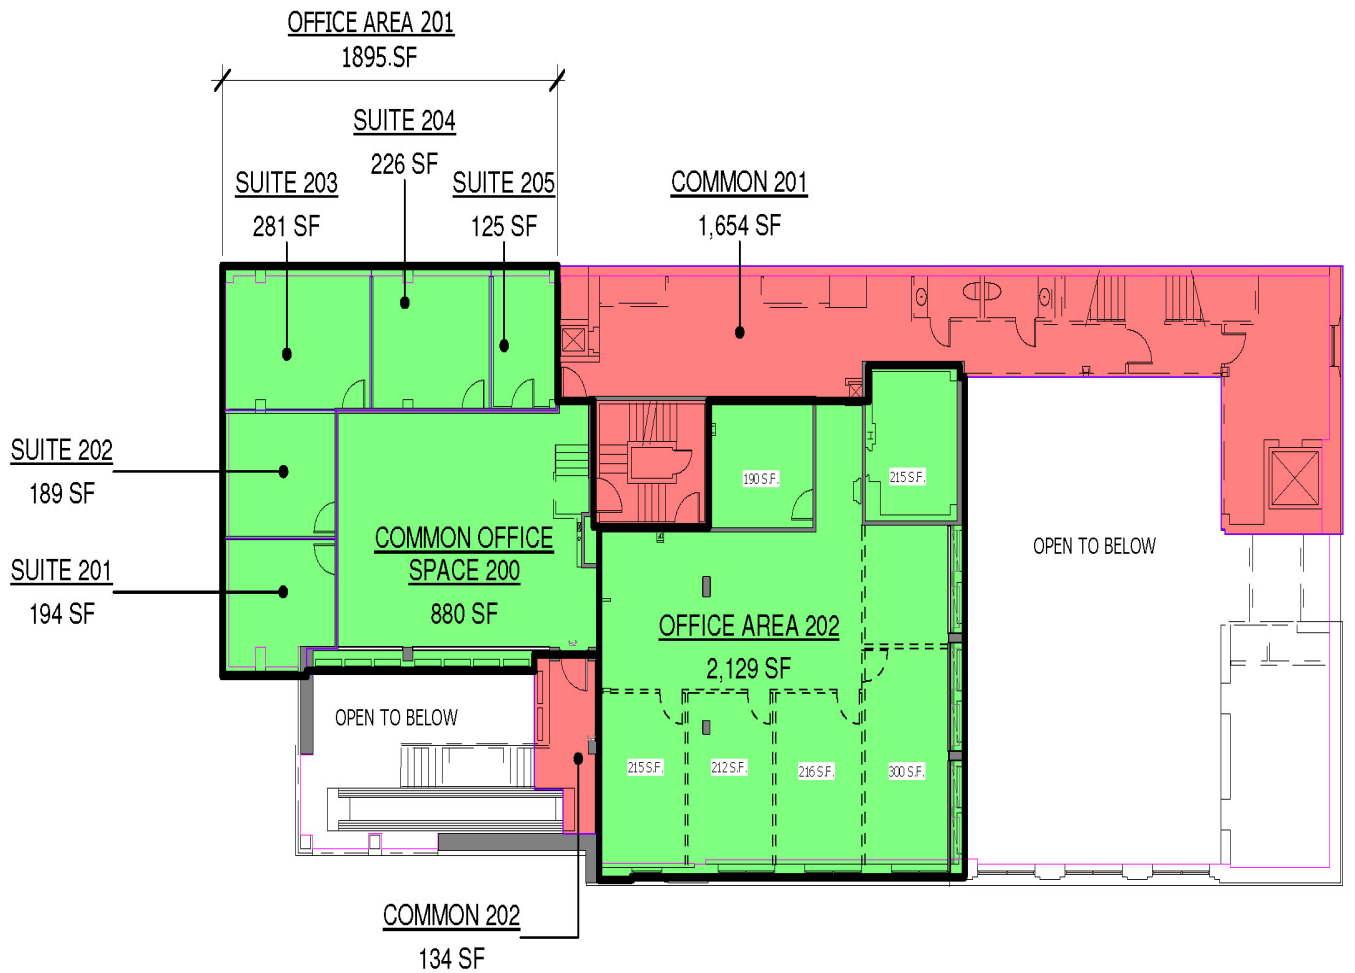 OFFICE AREA 201
1895.SF
SUITE 204
226 SF
SUITE 203
281 SF
SUITE 205
125 SF
COMMON 201
1,654 SF
SUITE 202
189 SF
190 S.F.
215 S.F.
COMMON OFFICE
SPACE 200
880 SF
OPEN TO BELOW
SUITE 201
194 SF
OFFICE AREA 202
2,129 SF
OPEN TO BELOW
215 S.F.
212 S.F.
216 S.F.
300 S.F.
COMMON 202
134 SF